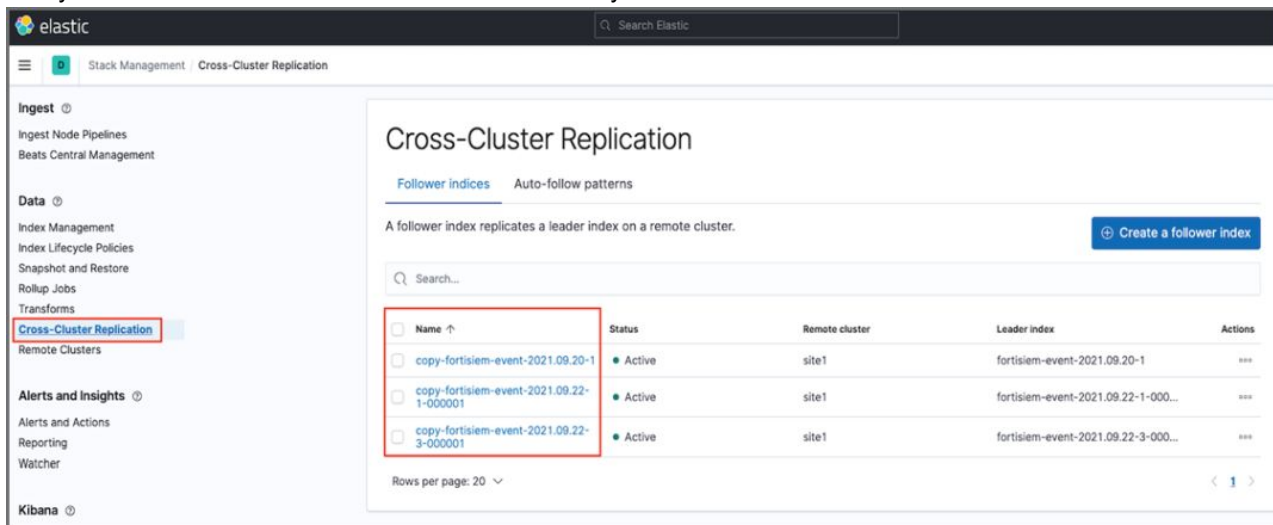 elastic
Search Elastic
D Stack Management / Cross-Cluster Replication
Ingest
Ingest Node Pipelines
Beats Central Management
Data
Index Management
Index Lifecycle Policies
Snapshot and Restore
Rollup Jobs
Transforms
Cross-Cluster Replication
Remote Clusters
Alerts and Insights
Alerts and Actions
Reporting
Watcher
Kibana
Cross-Cluster Replication
Follower indices Auto-follow patterns
A follower index replicates a leader index on a remote cluster.
Create a follower index
Search...
Name ↑ Status Remote cluster Leader index Actions
copy-fortisiem-event-2021.09.20-1 Active site1 fortisiem-event-2021.09.20-1
copy-fortisiem-event-2021.09.22- Active site1 fortisiem-event-2021.09.22-1-000...
1-000001
copy-fortisiem-event-2021.09.22- Active site1 fortisiem-event-2021.09.22-3-000...
3-000001
Rows per page: 20 < 1 >